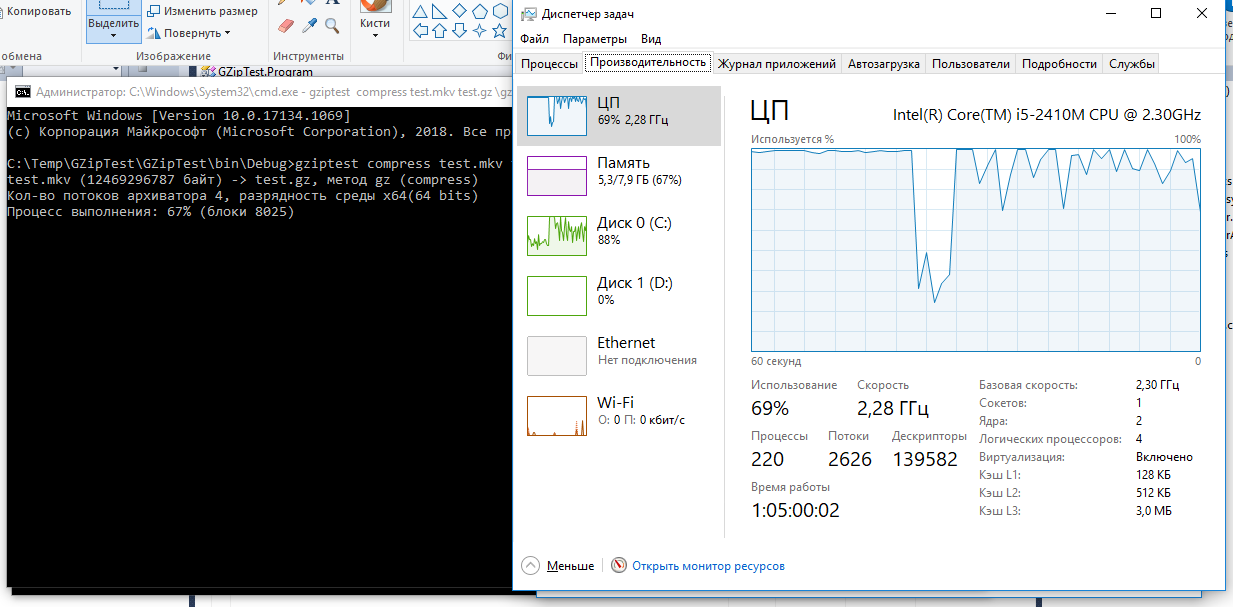 Копировать
Выделить
Изменить размер
Повернуть
Кисти
обмена
Изображение
Инструменты
GZipTest.Program
Администратор: C:\Windows\System32\cmd.exe - gziptest compress test.mkv test.gz
Microsoft Windows [Version 10.0.17134.1069]
(c) Корпорация Майкрософт (Microsoft Corporation), 2018. Все
C:\Temp\GZipTest\GZipTest\bin\Debug>gziptest compress test.mkv
test.mkv (12469296787 байт) -> test.gz, метод gz (compress)
Кол-во потоков архиватора 4, разрядность среды x64(64 bits)
Процесс выполнения: 67% (блоки 8025)
Диспетчер задач
Файл Параметры Вид
Процессы Производительность Журнал приложений Автозагрузка Пользователи Подробности Службы
ЦП
69% 2,28 ГГц
Память
5,3/7,9 ГБ (67%)
Диск 0 (C:)
88%
Диск 1 (D:)
0%
Ethernet
Нет подключения
Wi-Fi
О: 0 П: 0 кбит/с
ЦП
Intel(R) Core(TM) i5-2410M CPU @ 2.30GHz
Используется %
100%
60 секунд
0
Использование
Скорость
69%
2,28 ГГц
Процессы
Потоки
Дескрипторы
220
2626
139582
Время работы
1:05:00:02
Базовая скорость: 2,30 ГГц
Сокетов: 1
Ядра: 2
Логических процессоров: 4
Виртуализация: Включено
Кэш L1: 128 КБ
Кэш L2: 512 КБ
Кэш L3: 3,0 МБ
Меньше
Открыть монитор ресурсов